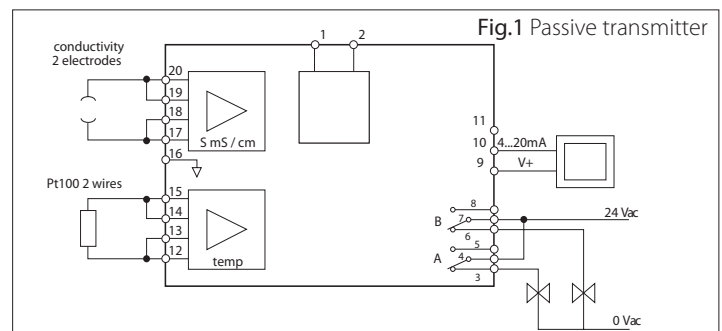 Fig.1 Passive transmitter
1 2
conductivity
2 electrodes
20
19
18
17
S mS / cm
16
Pt100 2 wires
15
14
13
12
temp
11
10 4...20mA
9 V+
8
B 7 24 Vac
6
5
A 4
3
0 Vac